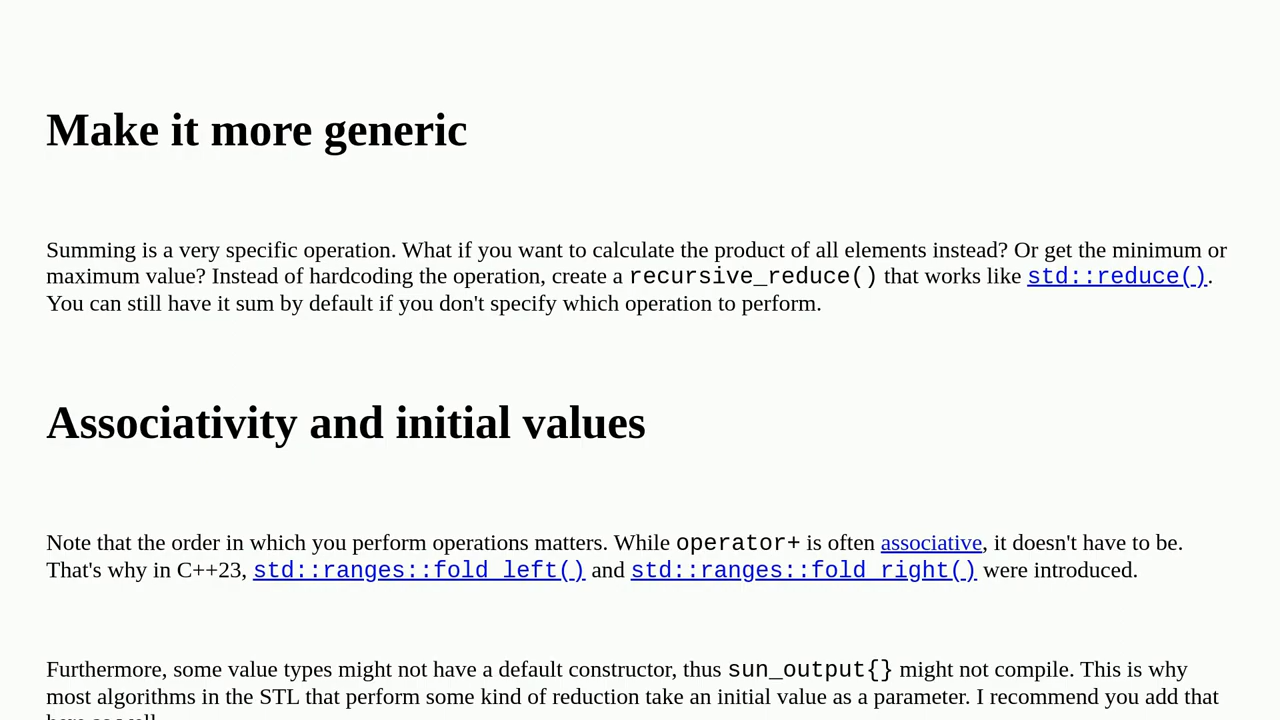 Make it more generic
Summing is a very specific operation. What if you want to calculate the product of all elements instead? Or get the minimum or
maximum value? Instead of hardcoding the operation, create a recursive_reduce() that works like std::reduce().
You can still have it sum by default if you don't specify which operation to perform.
Associativity and initial values
Note that the order in which you perform operations matters. While operator+ is often associative, it doesn't have to be.
That's why in C++23, std::ranges::fold_left() and std::ranges::fold_right() were introduced.
Furthermore, some value types might not have a default constructor, thus sun_output{} might not compile. This is why
most algorithms in the STL that perform some kind of reduction take an initial value as a parameter. I recommend you add that